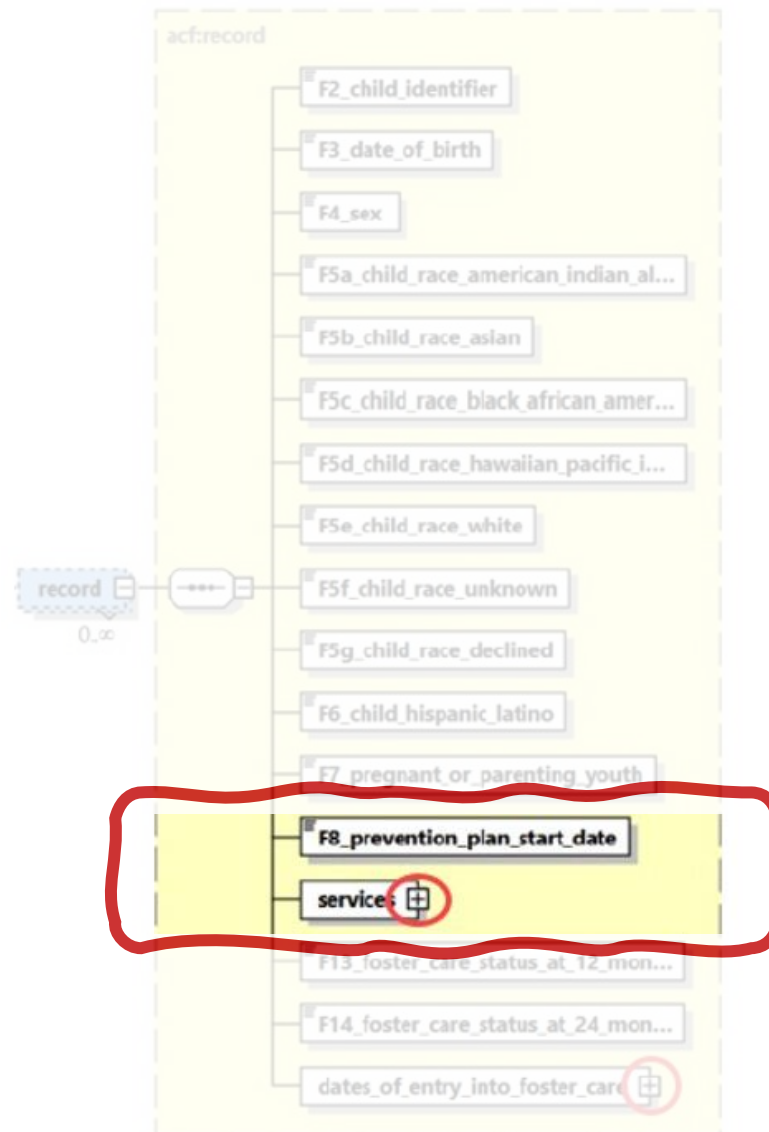 acf:record
F2_child_identifier
F3_date_of_birth
F4_sex
F5a_child_race_american_indian_al...
F5b_child_race_asian
F5c_child_race_black_african_amer...
F5d_child_race_hawaiian_pacific_i...
F5e_child_race_white
record
0..∞
F5f_child_race_unknown
F5g_child_race_declined
F6_child_hispanic_latino
F7_pregnant_or_parenting_youth
F8_prevention_plan_start_date
services
F13_foster_care_status_at_12_mon...
F14_foster_care_status_at_24_mon...
dates_of_entry_into_foster_care